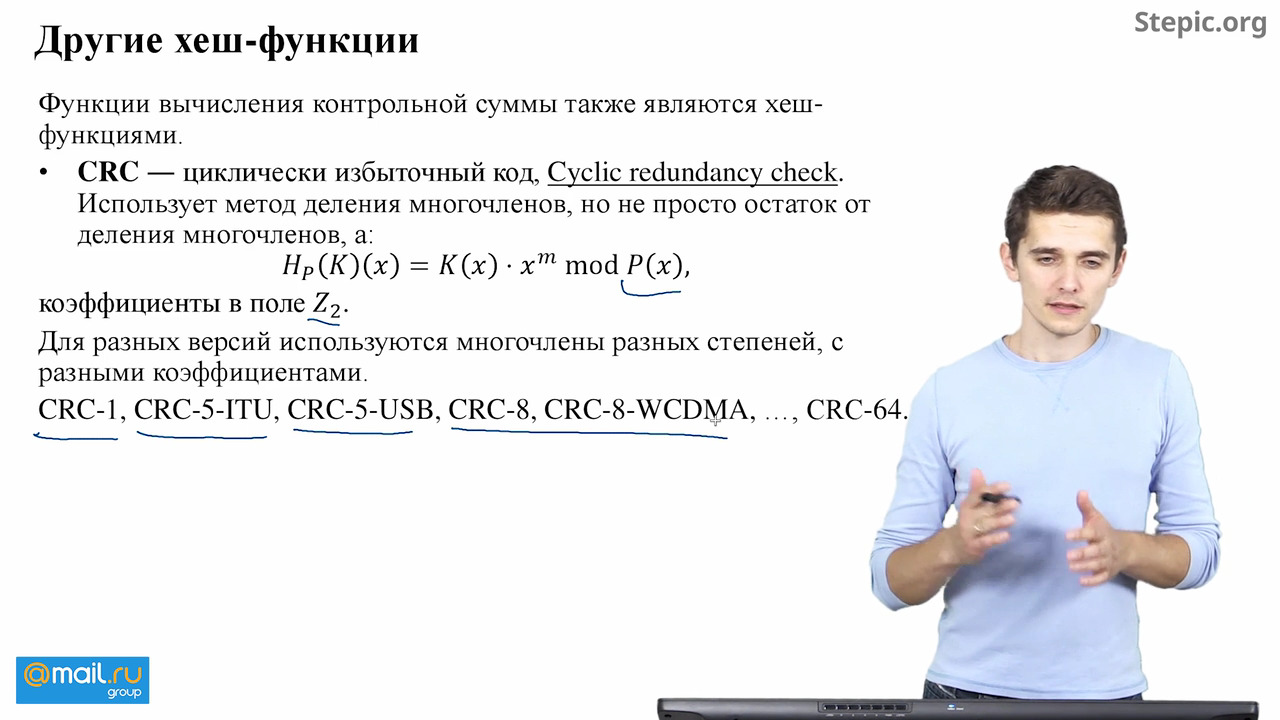 Другие хеш-функции
Stepic.org
Функции вычисления контрольной суммы также являются хеш-
функциями.
• CRC — циклически избыточный код, Cyclic redundancy check.
Использует метод деления многочленов, но не просто остаток от
деления многочленов, а:
H_P(K)(x) = K(x) · x^m mod P(x),
коэффициенты в поле Z_2.
Для разных версий используются многочлены разных степеней, с
разными коэффициентами.
CRC-1, CRC-5-ITU, CRC-5-USB, CRC-8, CRC-8-WCDMA, …, CRC-64.
@mail.ru
group